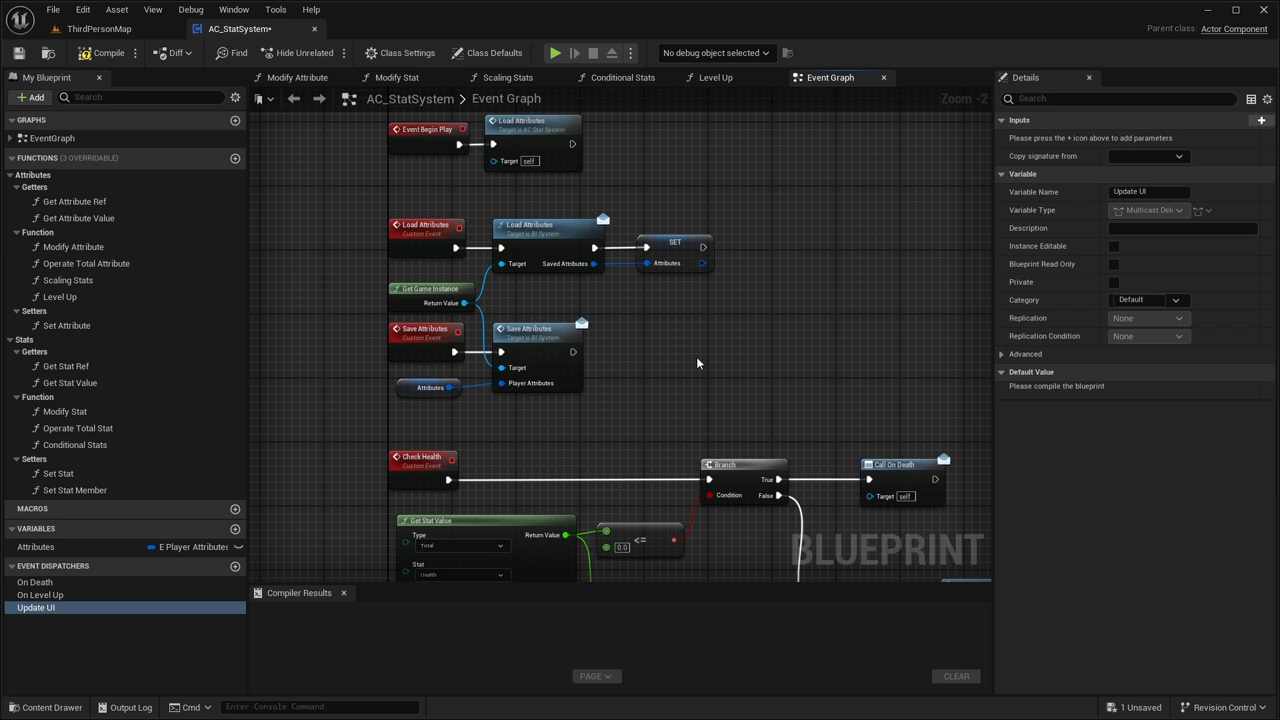 File Edit Asset View Debug Window Tools Help
ThirdPersonMap
AC_StatSystem•
Parent class: Actor Component
Compile
Diff
Find
Hide Unrelated
Class Settings
Class Defaults
No debug object selected
My Blueprint
Add
Search
GRAPHS
EventGraph
FUNCTIONS (3 OVERRIDABLE)
Attributes
Getters
Get Attribute Ref
Get Attribute Value
Function
Modify Attribute
Operate Total Attribute
Scaling Stats
Level Up
Setters
Set Attribute
Stats
Getters
Get Stat Ref
Get Stat Value
Function
Modify Stat
Operate Total Stat
Conditional Stats
Setters
Set Stat
Set Stat Member
MACROS
VARIABLES
Attributes E Player Attributes
EVENT DISPATCHERS
On Death
On Level Up
Update UI
Modify Attribute
Modify Stat
Scaling Stats
Conditional Stats
Level Up
Event Graph
AC_StatSystem > Event Graph
Zoom -2
Event Begin Play
Load Attributes
Target is AC Stat System
Target self
Load Attributes
Custom Event
Load Attributes
Target is BI System
Target Saved Attributes
SET
Attributes
Get Game Instance
Return Value
Save Attributes
Custom Event
Save Attributes
Target is BI System
Target
Attributes
Player Attributes
Check Health
Custom Event
Branch
True
Condition False
Call On Death
Target self
Get Stat Value
Type Return Value
Total
Stat
Health
<=
0.0
BLUEPRINT
Compiler Results
PAGE
CLEAR
Details
Search
Inputs
Please press the + icon above to add parameters
Copy signature from
Variable
Variable Name Update UI
Variable Type Multicast Del
Description
Instance Editable
Blueprint Read Only
Private
Category Default
Replication None
Replication Condition None
Advanced
Default Value
Please compile the blueprint
Content Drawer
Output Log
Cmd
Enter Console Command
1 Unsaved
Revision Control